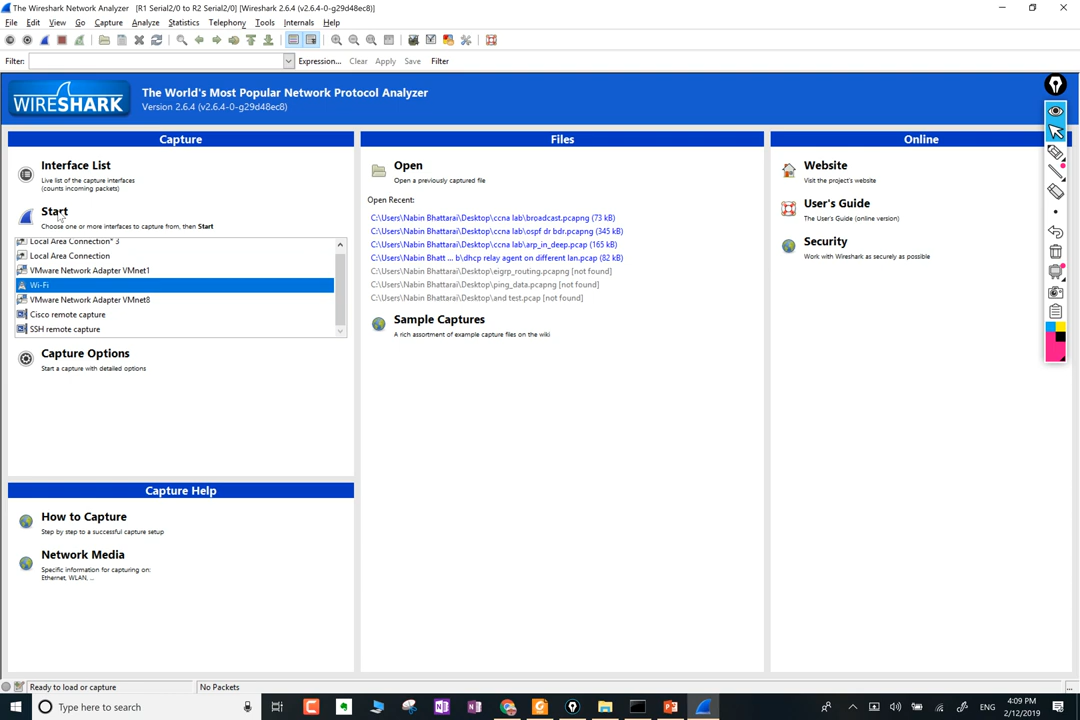 The Wireshark Network Analyzer [R1 Serial2/0 to R2 Serial2/0] [Wireshark 2.6.4 (v2.6.4-0-g29d48ec8)]
File Edit View Go Capture Analyze Statistics Telephony Tools Internals Help
Filter: Expression... Clear Apply Save Filter
WIRESHARK
The World's Most Popular Network Protocol Analyzer
Version 2.6.4 (v2.6.4-0-g29d48ec8)
Capture
Interface List
Live list of the capture interfaces
(counts incoming packets)
Start
Choose one or more interfaces to capture from, then Start
Local Area Connection* 3
Local Area Connection
VMware Network Adapter VMnet1
Wi-Fi
VMware Network Adapter VMnet8
Cisco remote capture
SSH remote capture
Capture Options
Start a capture with detailed options
Capture Help
How to Capture
Step by step to a successful capture setup
Network Media
Specific information for capturing on:
Ethernet, WLAN, ...
Files
Open
Open a previously captured file
Open Recent:
C:\Users\Nabin Bhattarai\Desktop\ccna lab\broadcast.pcapng (73 kB)
C:\Users\Nabin Bhattarai\Desktop\ccna lab\ospf dr bdr.pcapng (345 kB)
C:\Users\Nabin Bhattarai\Desktop\ccna lab\arp_in_deep.pcap (165 kB)
C:\Users\Nabin Bhatt ... b\dhcp relay agent on different lan.pcap (82 kB)
C:\Users\Nabin Bhattarai\Desktop\eigrp_routing.pcapng [not found]
C:\Users\Nabin Bhattarai\Desktop\ping_data.pcapng [not found]
C:\Users\Nabin Bhattarai\Desktop\and test.pcap [not found]
Sample Captures
A rich assortment of example capture files on the wiki
Online
Website
Visit the project's website
User's Guide
The User's Guide (online version)
Security
Work with Wireshark as securely as possible
Ready to load or capture
No Packets
Type here to search
ENG
4:09 PM
2/12/2019